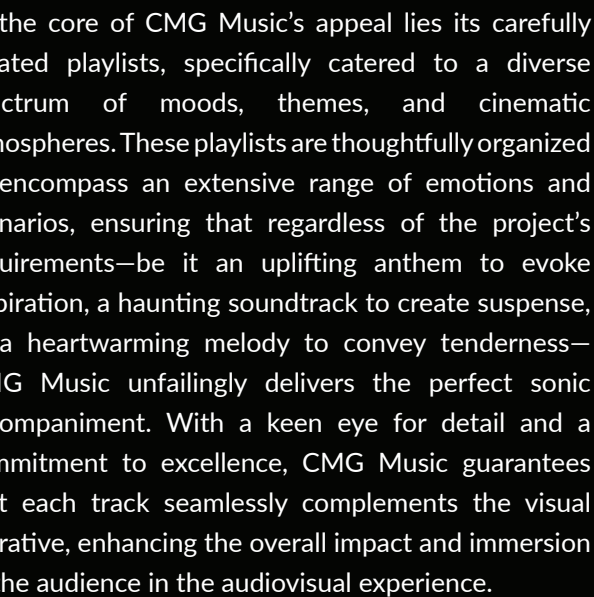 the core of CMG Music's appeal lies its carefully
ated playlists, specifically catered to a diverse
ctrum of moods, themes, and cinematic
ospheres. These playlists are thoughtfully organized
encompass an extensive range of emotions and
narios, ensuring that regardless of the project's
uirements—be it an uplifting anthem to evoke
piration, a haunting soundtrack to create suspense,
a heartwarming melody to convey tenderness—
G Music unfailingly delivers the perfect sonic
ompaniment. With a keen eye for detail and a
mmitment to excellence, CMG Music guarantees
t each track seamlessly complements the visual
rative, enhancing the overall impact and immersion
the audience in the audiovisual experience.